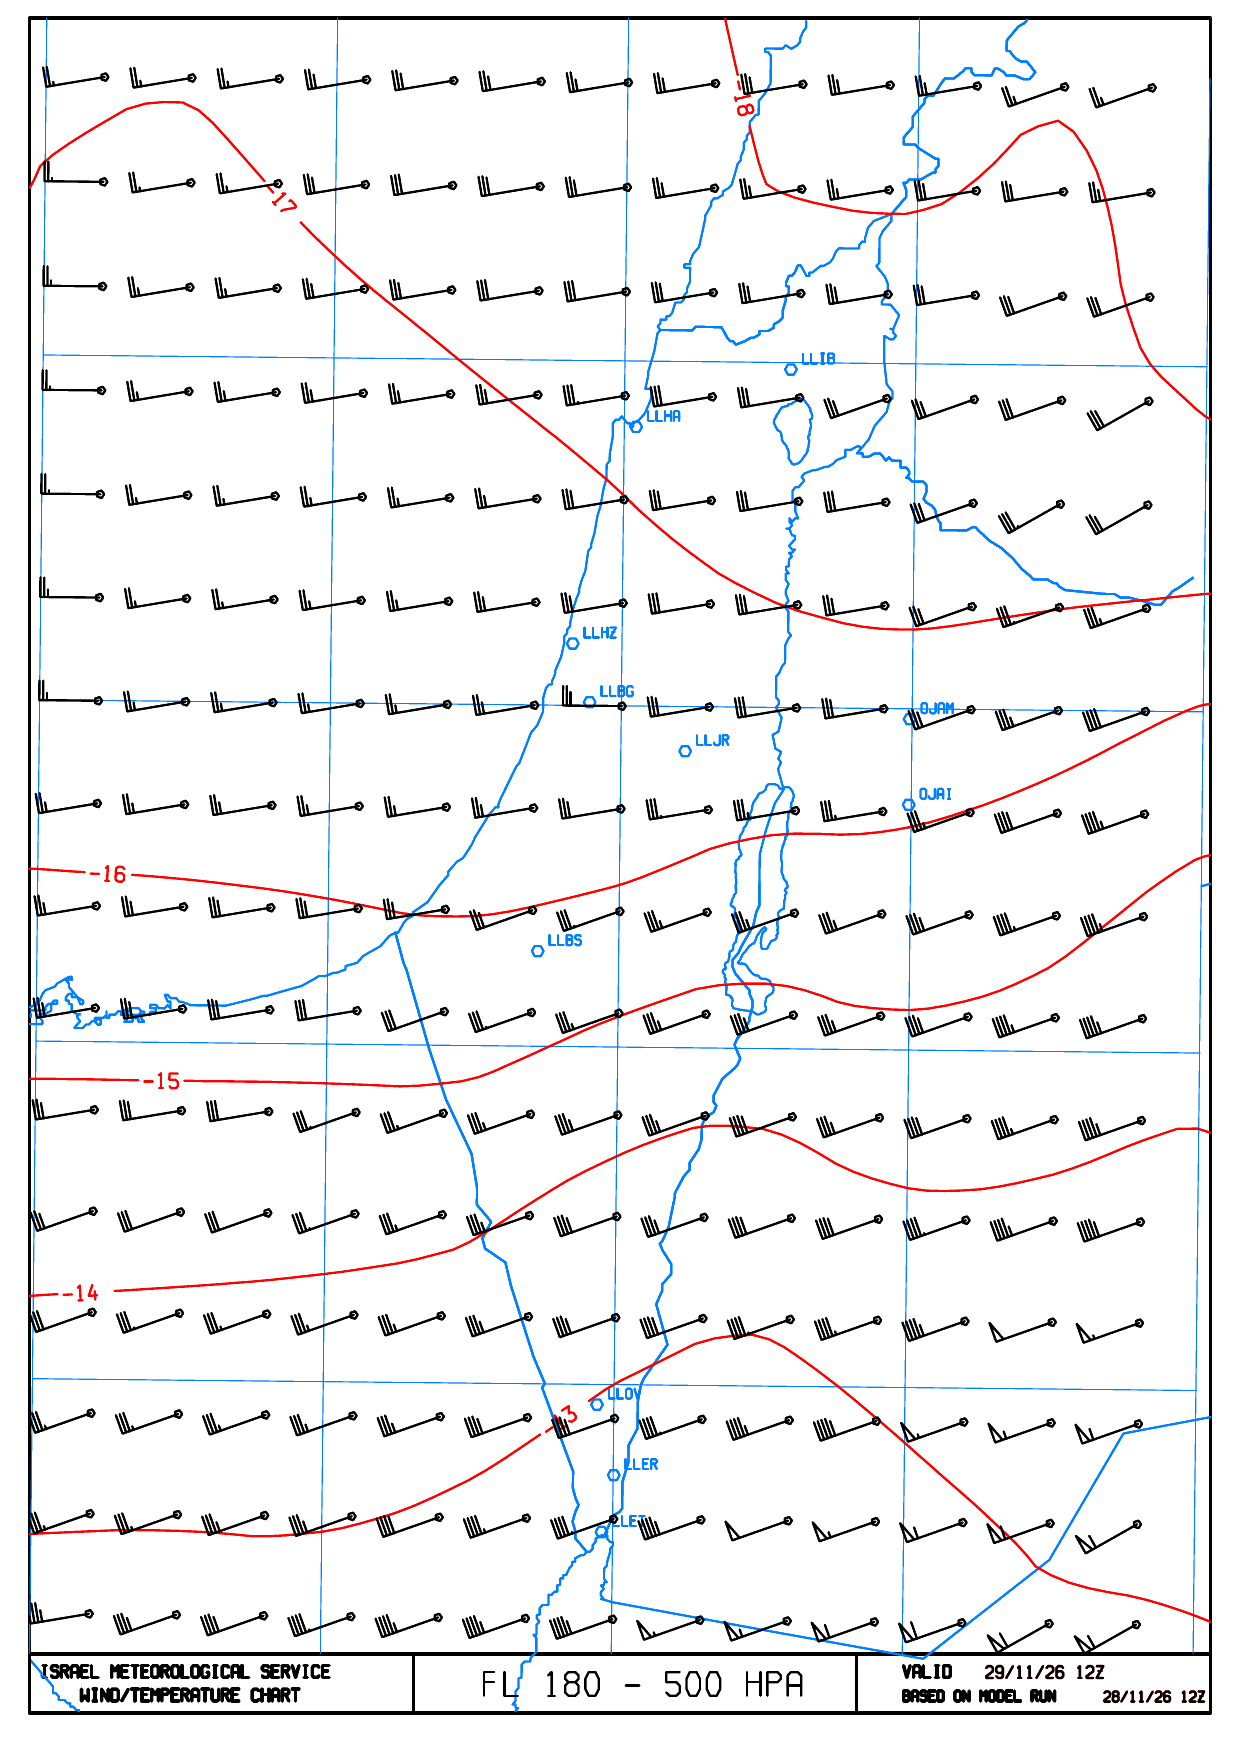 -18
-17
LLIB
LLHA
LLHZ
LLBG
OJAM
LLJR
OJAI
-16
LLBS
-15
-14
LLOV
-13
LLER
LLET
ISRAEL METEOROLOGICAL SERVICE
WIND/TEMPERATURE CHART
FL 180 - 500 HPA
VALID 29/11/26 12Z
BASED ON MODEL RUN 28/11/26 12Z